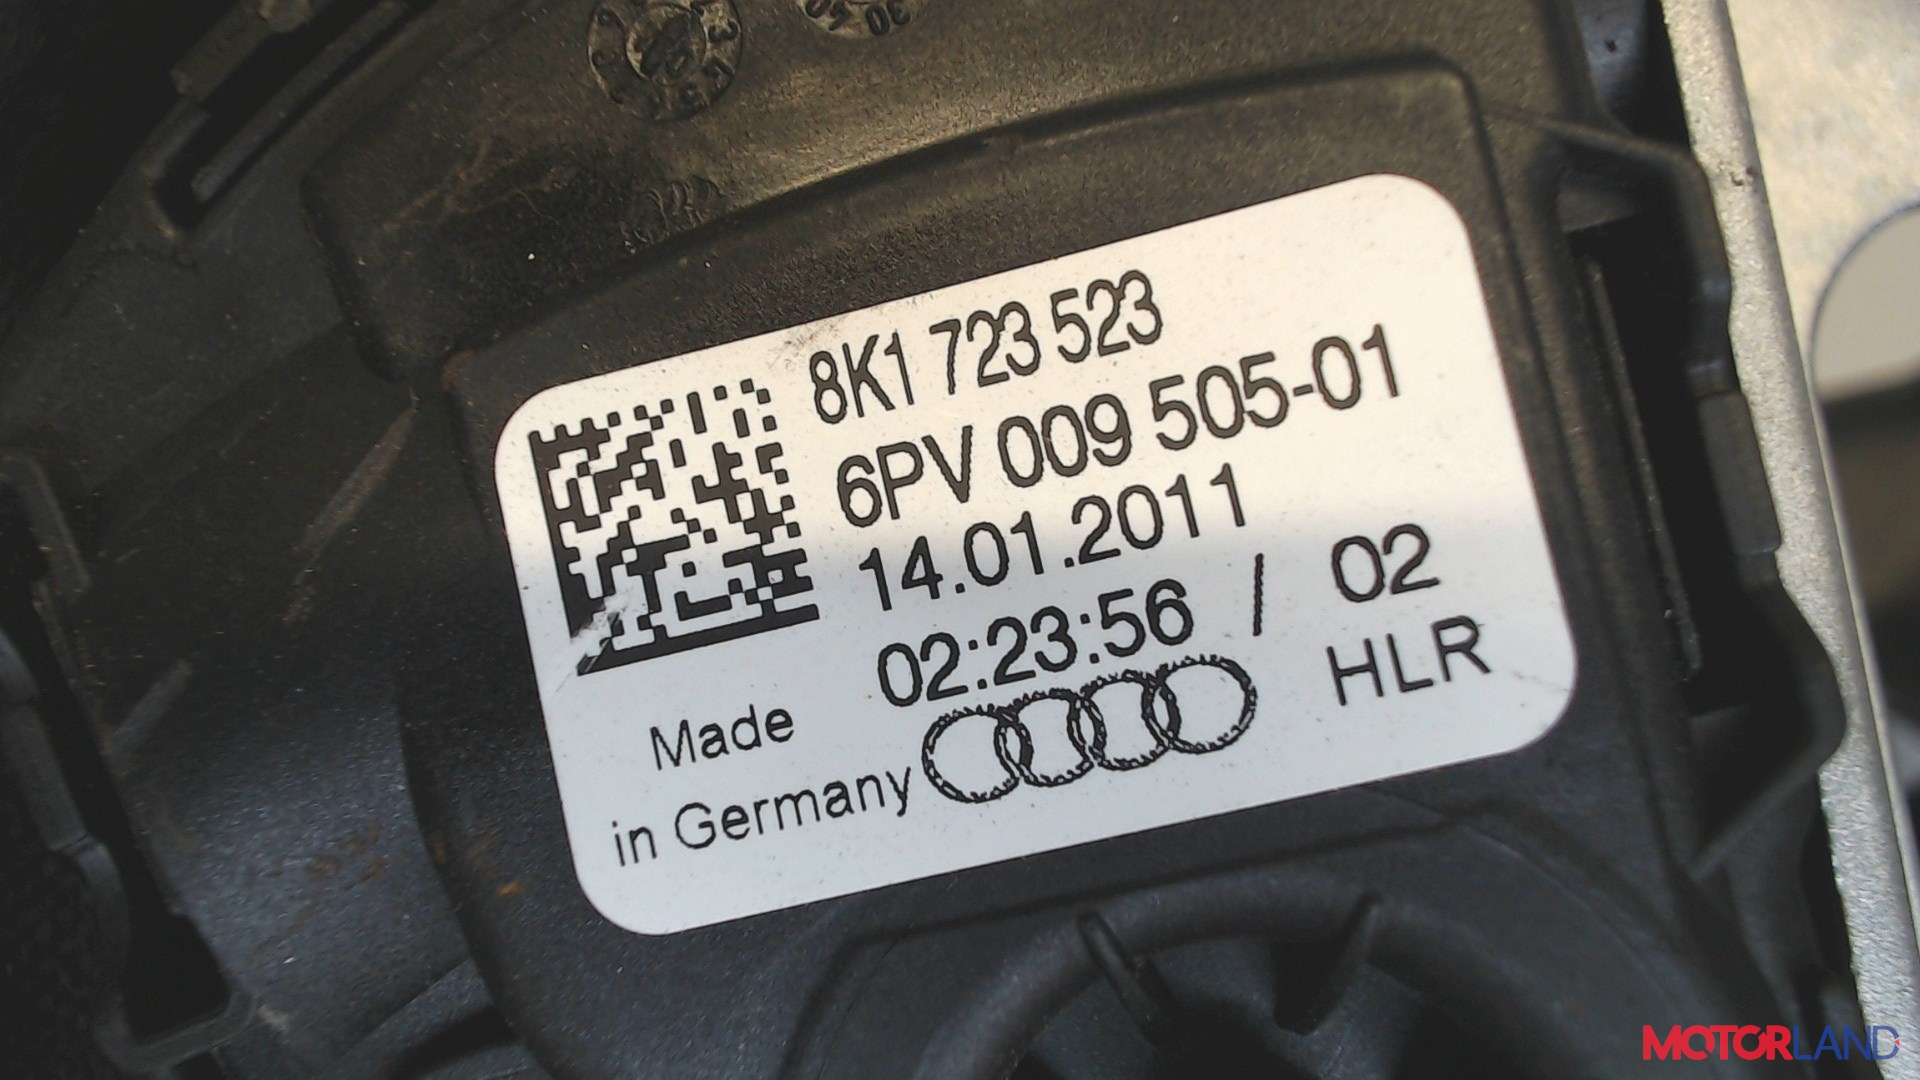 8K1 723 523
6PV 009 505-01
14.01.2011
02:23:56 / 02
Made
in Germany
HLR
MOTORLAND